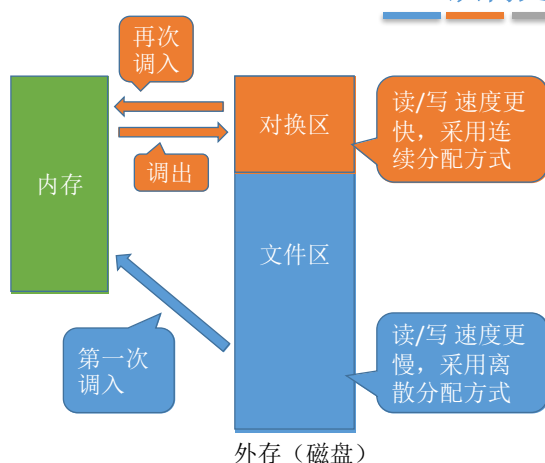 再次
调入
调出
内存
对换区
读/写 速度更
快，采用连
续分配方式
文件区
第一次
调入
读/写 速度更
慢，采用离
散分配方式
外存（磁盘）